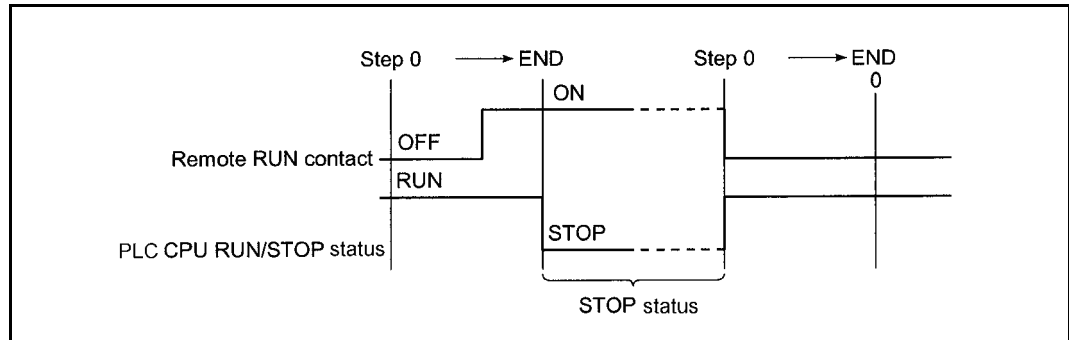 Step 0 → END Step 0 → END
0
ON
OFF
Remote RUN contact
RUN
STOP
PLC CPU RUN/STOP status
STOP status